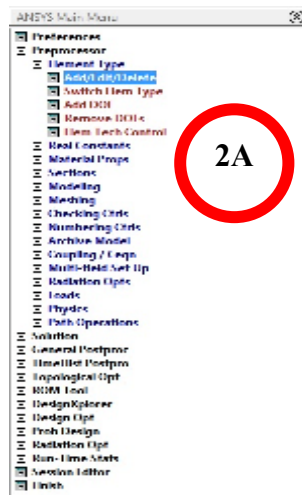 ANSYS Main Menu
Preferences
Preprocessor
Element Type
Add/Edit/Delete
Switch Elem Type
Add DOF
Remove DOFs
Elem Tech Control
Real Constants
Material Props
Sections
Modeling
Meshing
Checking Ctrls
Numbering Ctrls
Archive Model
Coupling / Ceqn
Multi-field Set Up
Radiation Opts
Loads
Physics
Path Operations
Solution
General Postproc
TimeHist Postpro
Topological Opt
ROM Tool
DesignXplorer
Design Opt
Prob Design
Radiation Opt
Run-Time Stats
Session Editor
Finish
2A